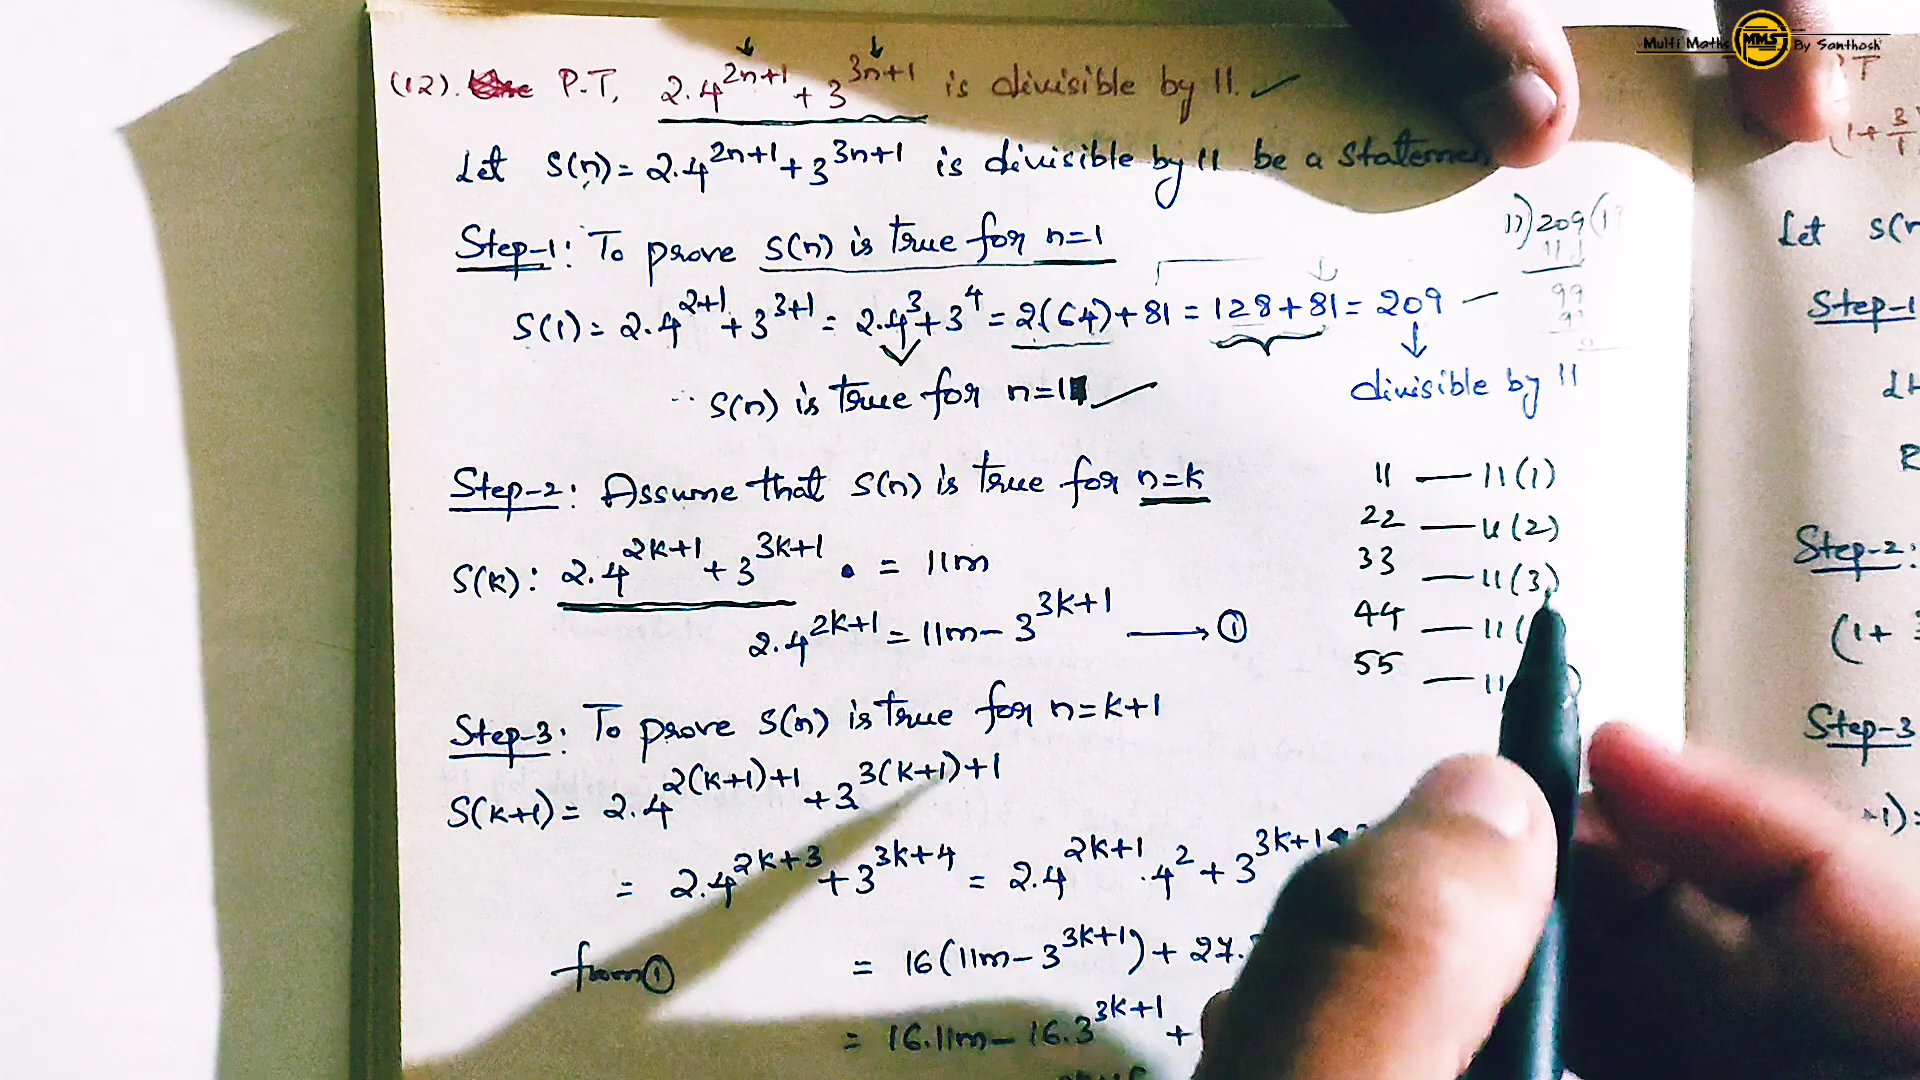 Multi Maths MMS By Santhosh
(12). P.T, 2.4^{2n+1} + 3^{3n+1} is divisible by 11.
Let S(n) = 2.4^{2n+1} + 3^{3n+1} is divisible by 11 be a
Step-1: To prove S(n) is true for n=1
S(1) = 2.4^{2+1} + 3^{3+1} = 2.4^3 + 3^4 = 2(64) + 81 = 128 + 81 = 209
divisible by 11
11)209(
11
99
∴ S(n) is true for n=1
Step-2: Assume that S(n) is true for n=k
S(k): 2.4^{2k+1} + 3^{3k+1} = 11m
2.4^{2k+1} = 11m - 3^{3k+1} → ①
11 — 11(1)
22 — 11(2)
33 — 11(3)
44 — 11(
55 — 11
Step-3: To prove S(n) is true for n=k+1
S(k+1) = 2.4^{2(k+1)+1} + 3^{3(k+1)+1}
= 2.4^{2k+3} + 3^{3k+4} = 2.4^{2k+1} . 4^2 + 3^{3k+1}
from ① = 16(11m - 3^{3k+1}) + 27.
= 16.11m - 16.3^{3k+1} +
PT
(1+ 3
Let S(
Step-1
Step-2:
(1+
Step-3